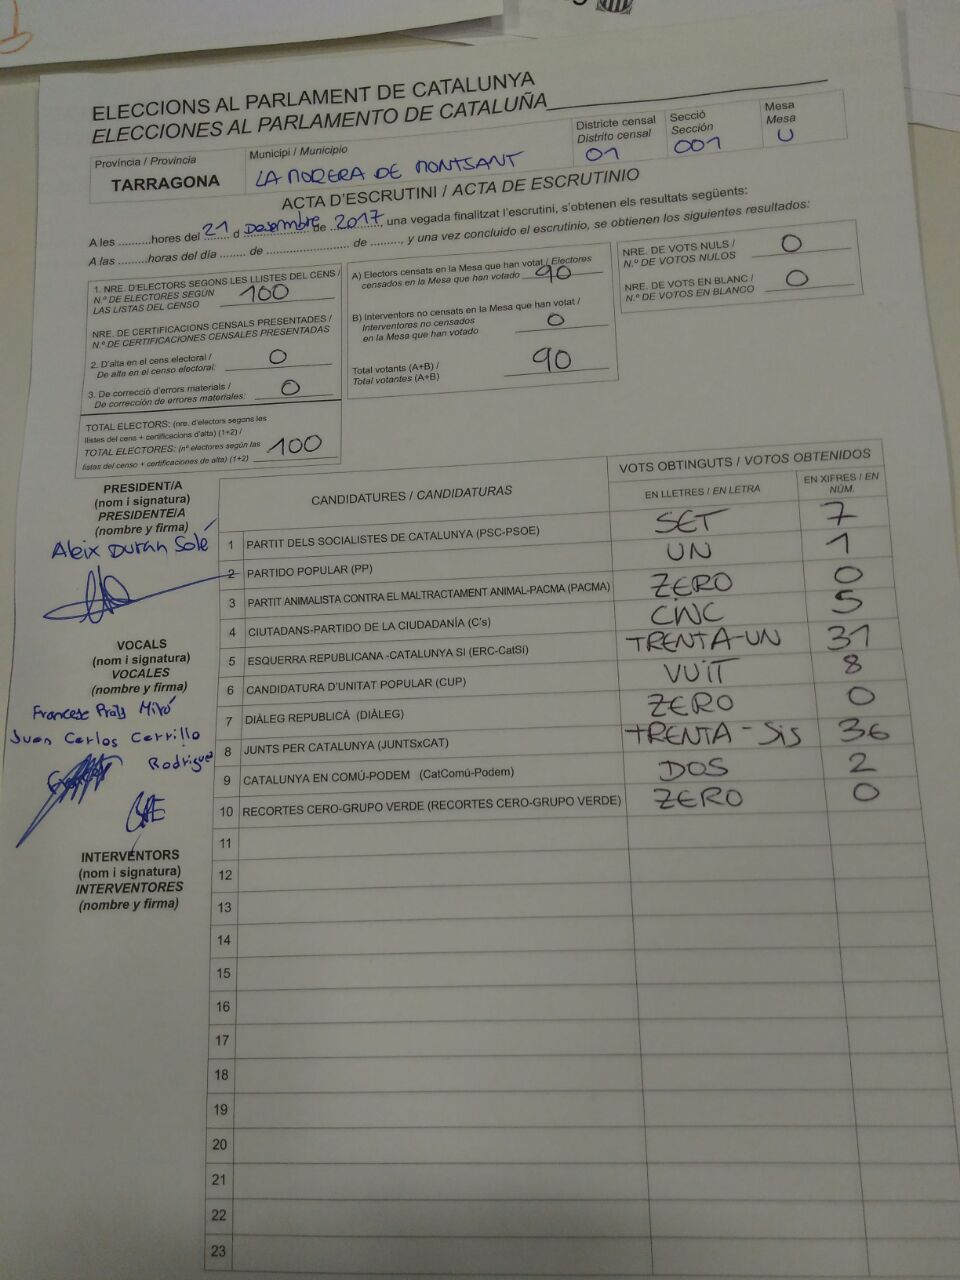 ELECCIONS AL PARLAMENT DE CATALUNYA
ELECCIONES AL PARLAMENTO DE CATALUÑA
Província / Provincia
TARRAGONA
Municipi / Municipio
LA MORERA DE MONTSANT
Districte censal
Distrito censal
01
Secció
Sección
001
Mesa
Mesa
U
ACTA D'ESCRUTINI / ACTA DE ESCRUTINIO
A les ..........hores del 21 d Desembre de 2017, una vegada finalitzat l'escrutini, s'obtenen els resultats següents:
A las .........horas del día ........ de .......................... de ........., y una vez concluido el escrutinio, se obtienen los siguientes resultados:
1. NRE. D'ELECTORS SEGONS LES LLISTES DEL CENS /
N.º DE ELECTORES SEGÚN
LAS LISTAS DEL CENSO 100
NRE. DE CERTIFICACIONS CENSALS PRESENTADES /
N.º DE CERTIFICACIONES CENSALES PRESENTADAS
2. D'alta en el cens electoral /
De alta en el censo electoral: 0
3. De correcció d'errors materials /
De corrección de errores materiales: 0
TOTAL ELECTORS: (nre. d'electors segons les
llistes del cens + certificacions d'alta) (1+2) /
TOTAL ELECTORES: (nº electores según las
listas del censo + certificaciones de alta) (1+2) 100
A) Electors censats en la Mesa que han votat / Electores
censados en la Mesa que han votado 90
B) Interventors no censats en la Mesa que han votat /
Interventores no censados
en la Mesa que han votado 0
Total votants (A+B) /
Total votantes (A+B) 90
NRE. DE VOTS NULS /
N.º DE VOTOS NULOS 0
NRE. DE VOTS EN BLANC /
N.º DE VOTOS EN BLANCO 0
PRESIDENT/A
(nom i signatura)
PRESIDENTE/A
(nombre y firma)
Aleix Duran Solé
VOCALS
(nom i signatura)
VOCALES
(nombre y firma)
Francesc Prats Miró
Juan Carlos Carrillo
Rodriguez
INTERVENTORS
(nom i signatura)
INTERVENTORES
(nombre y firma)
CANDIDATURES / CANDIDATURAS
VOTS OBTINGUTS / VOTOS OBTENIDOS
EN LLETRES / EN LETRA
EN XIFRES / EN NÚM.
1 PARTIT DELS SOCIALISTES DE CATALUNYA (PSC-PSOE) SET 7
2 PARTIDO POPULAR (PP) UN 1
3 PARTIT ANIMALISTA CONTRA EL MALTRACTAMENT ANIMAL-PACMA (PACMA) ZERO 0
4 CIUTADANS-PARTIDO DE LA CIUDADANÍA (C's) CINC 5
5 ESQUERRA REPUBLICANA -CATALUNYA SI (ERC-CatSí) TRENTA-UN 31
6 CANDIDATURA D'UNITAT POPULAR (CUP) VUIT 8
7 DIÀLEG REPUBLICÀ (DIÀLEG) ZERO 0
8 JUNTS PER CATALUNYA (JUNTSxCAT) TRENTA-SIS 36
9 CATALUNYA EN COMÚ-PODEM (CatComú-Podem) DOS 2
10 RECORTES CERO-GRUPO VERDE (RECORTES CERO-GRUPO VERDE) ZERO 0
11
12
13
14
15
16
17
18
19
20
21
22
23